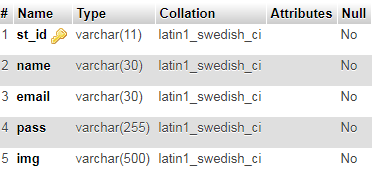 # Name Type Collation Attributes Null
1 st_id varchar(11) latin1_swedish_ci No
2 name varchar(30) latin1_swedish_ci No
3 email varchar(30) latin1_swedish_ci No
4 pass varchar(255) latin1_swedish_ci No
5 img varchar(500) latin1_swedish_ci No